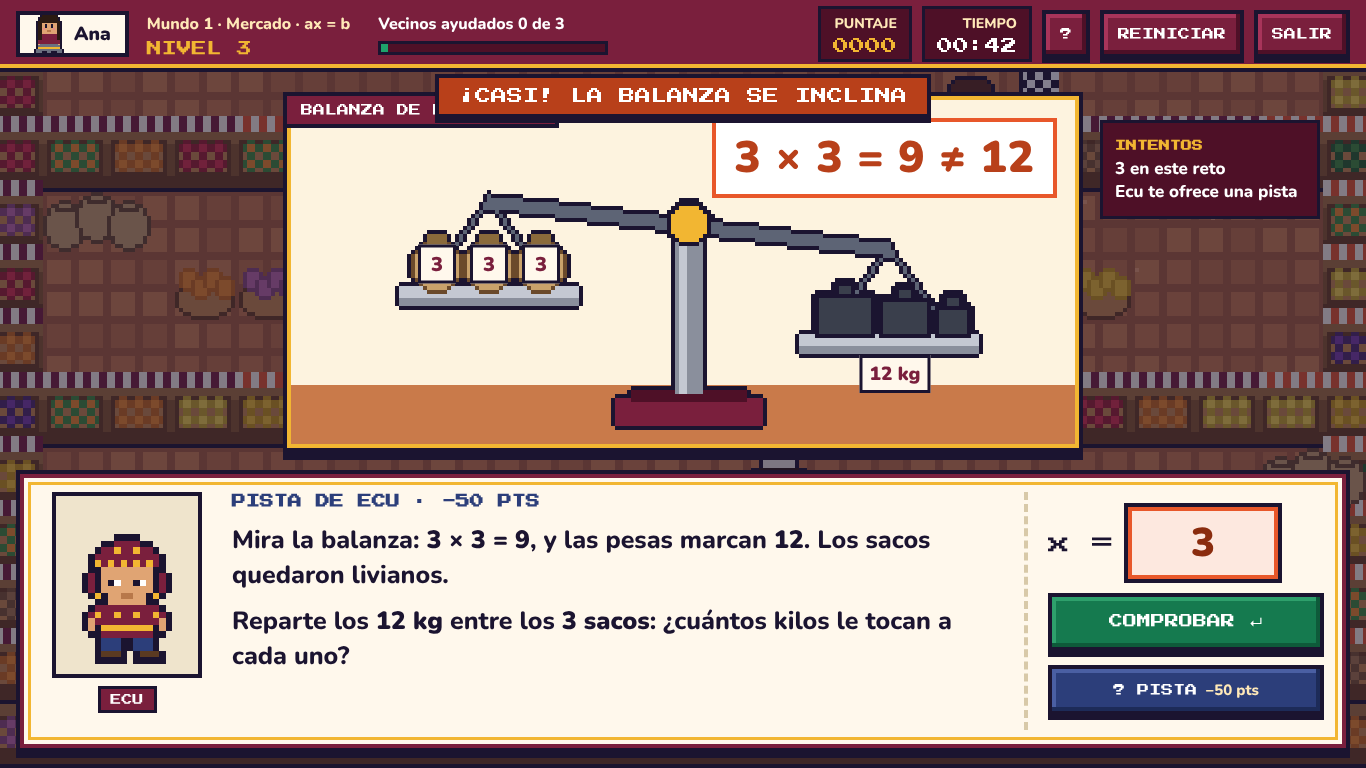 Ana
Mundo 1 · Mercado · ax = b
NIVEL 3
Vecinos ayudados 0 de 3
PUNTAJE
0000
TIEMPO
00:42
?
REINICIAR
SALIR
¡CASI! LA BALANZA SE INCLINA
BALANZA DE
3 × 3 = 9 ≠ 12
INTENTOS
3 en este reto
Ecu te ofrece una pista
3 3 3
12 kg
PISTA DE ECU · −50 PTS
Mira la balanza: 3 × 3 = 9, y las pesas marcan 12. Los sacos
quedaron livianos.
Reparte los 12 kg entre los 3 sacos: ¿cuántos kilos le tocan a
cada uno?
ECU
x = 3
COMPROBAR ↵
? PISTA −50 pts